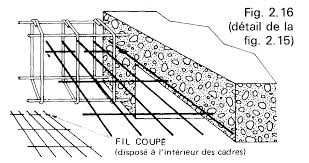 Fig. 2.16
(détail de la
fig. 2.15)
FIL COUPÉ
(disposé à l'intérieur des cadres)